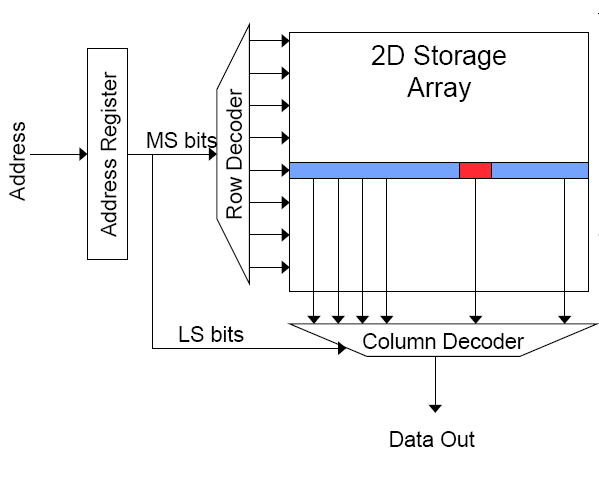 2D Storage
Array
Address
Address Register
MS bits
Row Decoder
LS bits
Column Decoder
Data Out